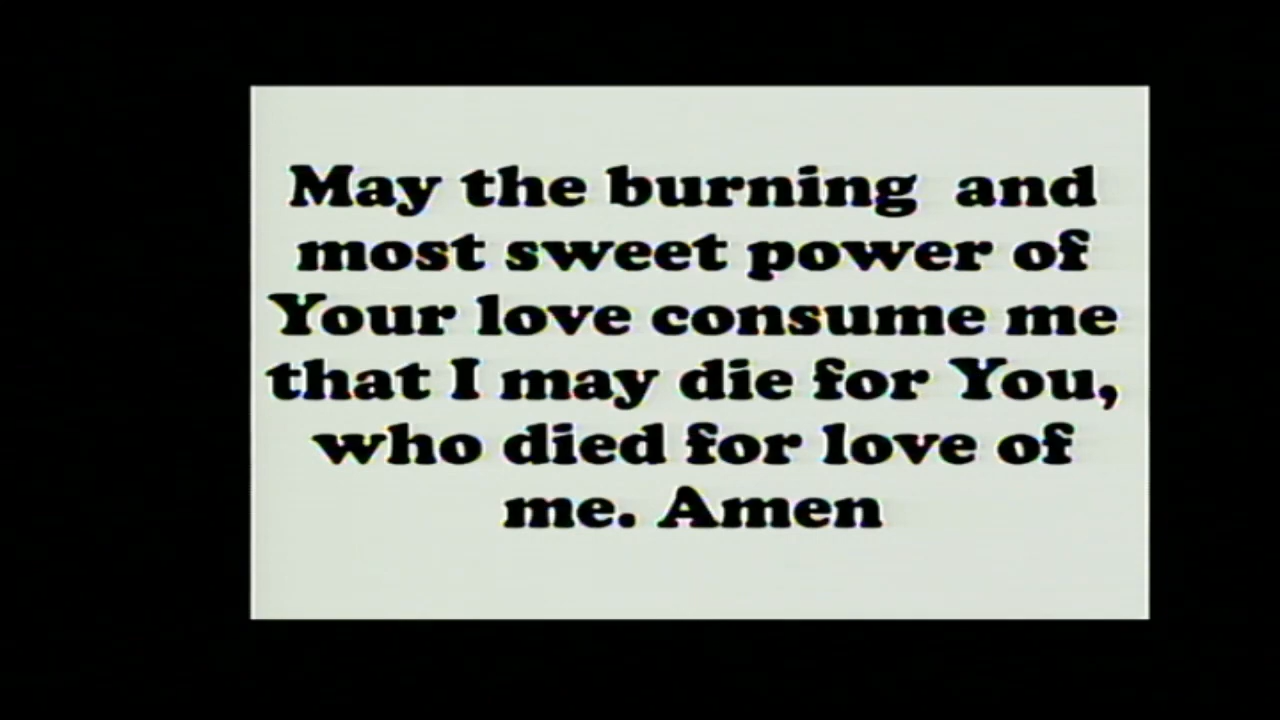 May the burning  and
most sweet power of
Your love consume me
that I may die for You,
who died for love of
me. Amen